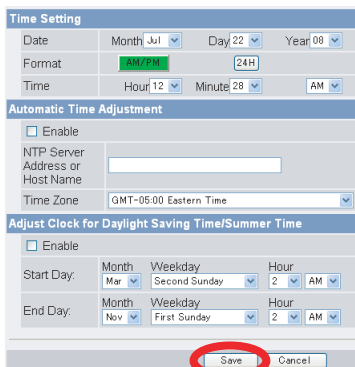 Time Setting
Date Month Jul Day 22 Year 08
Format AM/PM 24H
Time Hour 12 Minute 28 AM
Automatic Time Adjustment
Enable
NTP Server
Address or
Host Name
Time Zone GMT-05:00 Eastern Time
Adjust Clock for Daylight Saving Time/Summer Time
Enable
Month Weekday Hour
Start Day: Mar Second Sunday 2 AM
Month Weekday Hour
End Day: Nov First Sunday 2 AM
Save Cancel